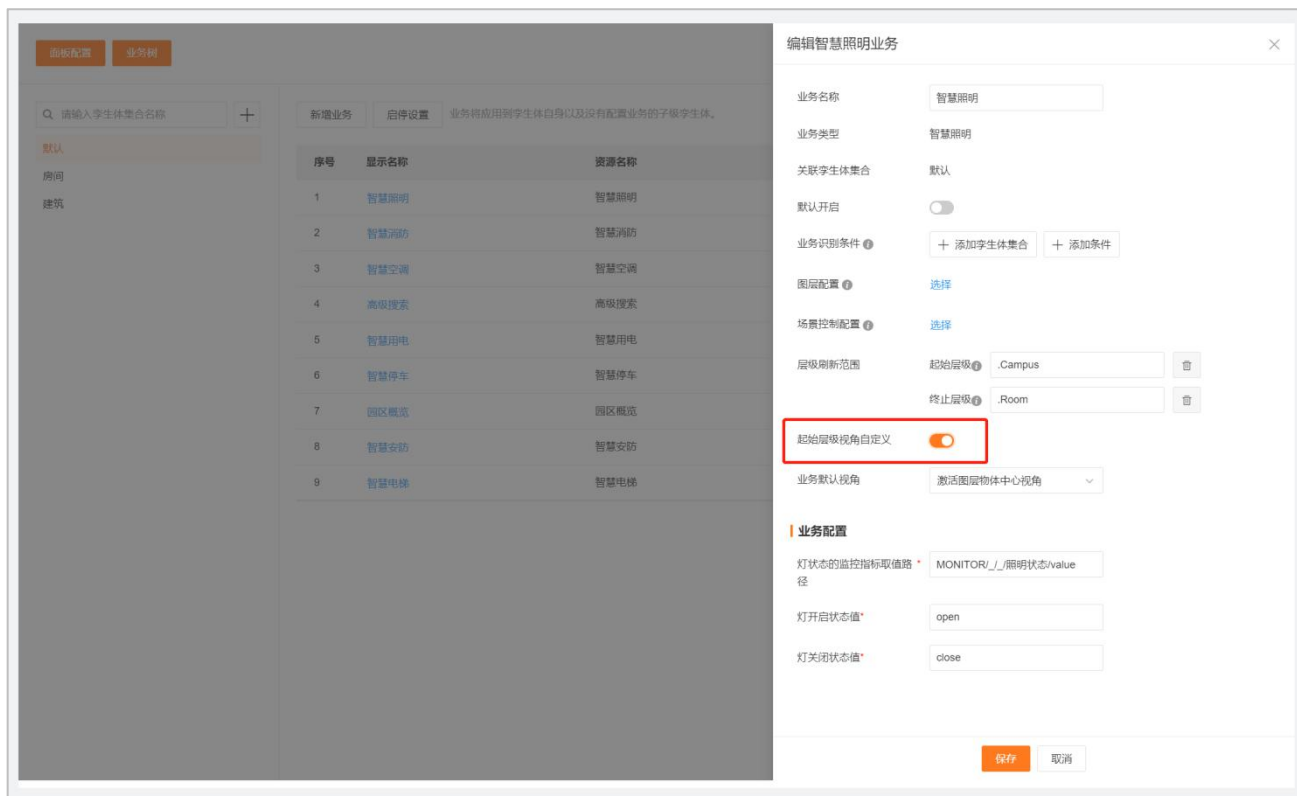 面板配置 业务树
请输入孪生体集合名称
默认
房间
建筑
新增业务 启停设置 业务将应用到孪生体自身以及没有配置业务的子级孪生体。
序号 显示名称 资源名称
1 智慧照明 智慧照明
2 智慧消防 智慧消防
3 智慧空调 智慧空调
4 高级搜索 高级搜索
5 智慧用电 智慧用电
6 智慧停车 智慧停车
7 园区概览 园区概览
8 智慧安防 智慧安防
9 智慧电梯 智慧电梯
编辑智慧照明业务
业务名称 智慧照明
业务类型 智慧照明
关联孪生体集合 默认
默认开启
业务识别条件 + 添加孪生体集合 + 添加条件
图层配置 选择
场景控制配置 选择
层级刷新范围 起始层级 .Campus
终止层级 .Room
起始层级视角自定义
业务默认视角 激活图层物体中心视角
业务配置
灯状态的监控指标取值路 * MONITOR/_/_/照明状态/value
径
灯开启状态值* open
灯关闭状态值* close
保存 取消